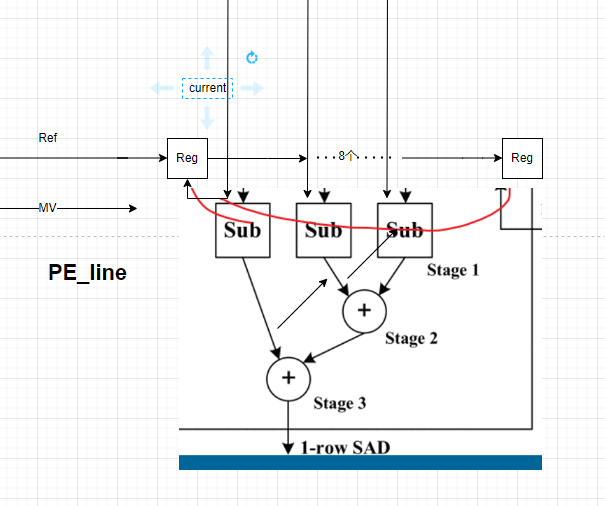 current
Ref
Reg
· · · 8个 · · · · ·
Reg
MV
Sub
Sub
Sub
PE_line
Stage 1
+
Stage 2
+
Stage 3
1-row SAD